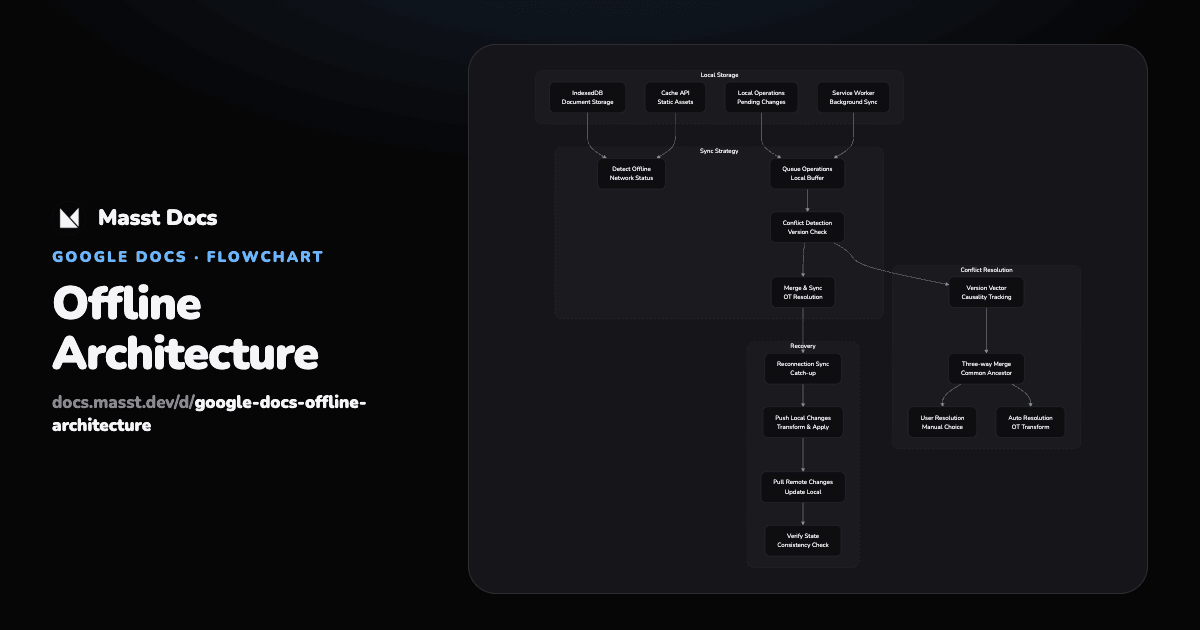 Masst Docs
GOOGLE DOCS · FLOWCHART
Offline
Architecture
docs.masst.dev/d/google-docs-offline-
architecture
Local Storage
IndexedDB
Document Storage
Cache API
Static Assets
Local Operations
Pending Changes
Service Worker
Background Sync
Sync Strategy
Detect Offline
Network Status
Queue Operations
Local Buffer
Conflict Detection
Version Check
Merge & Sync
OT Resolution
Conflict Resolution
Version Vector
Causality Tracking
Three-way Merge
Common Ancestor
User Resolution
Manual Choice
Auto Resolution
OT Transform
Recovery
Reconnection Sync
Catch-up
Push Local Changes
Transform & Apply
Pull Remote Changes
Update Local
Verify State
Consistency Check